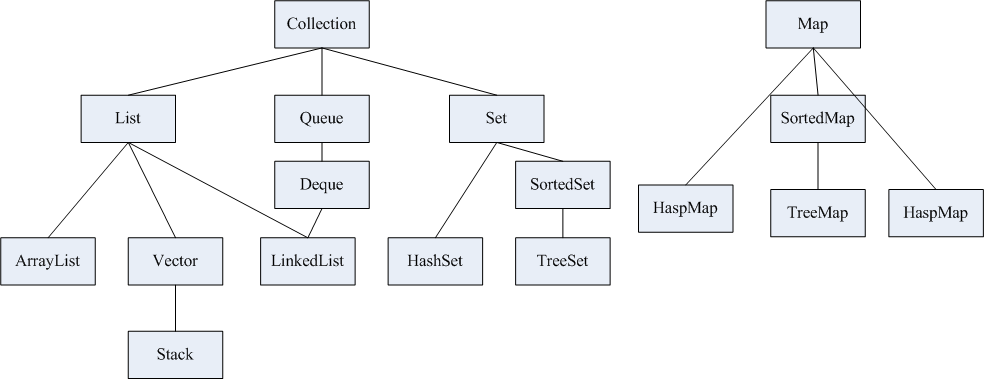 Collection
Map
List
Queue
Set
SortedMap
Deque
SortedSet
HaspMap
TreeMap
HaspMap
ArrayList
Vector
LinkedList
HashSet
TreeSet
Stack